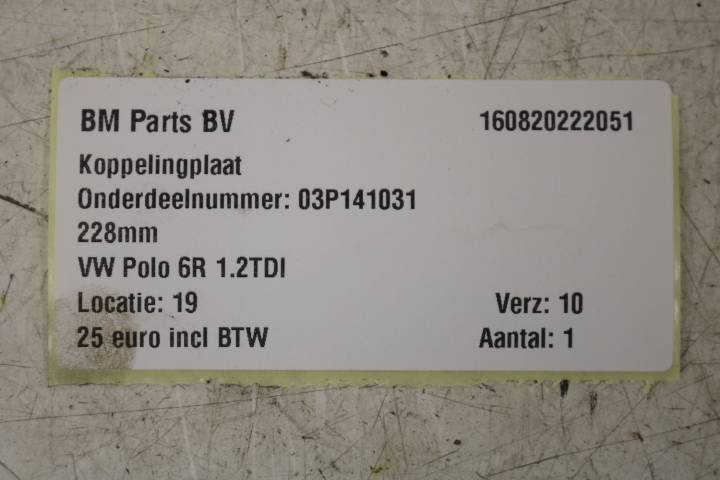 BM Parts BV 160820222051
Koppelingplaat
Onderdeelnummer: 03P141031
228mm
VW Polo 6R 1.2TDI
Locatie: 19 Verz: 10
25 euro incl BTW Aantal: 1